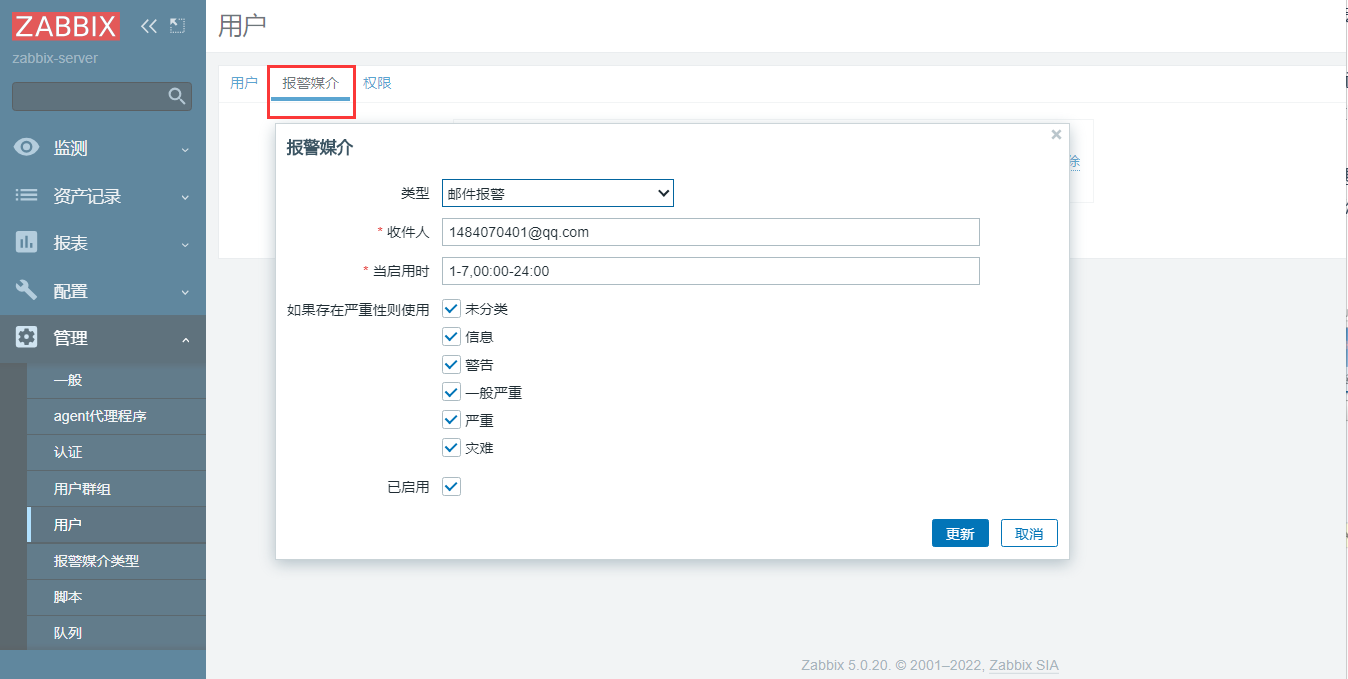 ZABBIX
zabbix-server
监测
资产记录
报表
配置
管理
一般
agent代理程序
认证
用户群组
用户
报警媒介类型
脚本
队列
用户
用户 报警媒介 权限
除
报警媒介
类型 邮件报警
* 收件人 1484070401@qq.com
* 当启用时 1-7,00:00-24:00
如果存在严重性则使用 未分类
信息
警告
一般严重
严重
灾难
已启用
更新 取消
Zabbix 5.0.20. © 2001–2022, Zabbix SIA